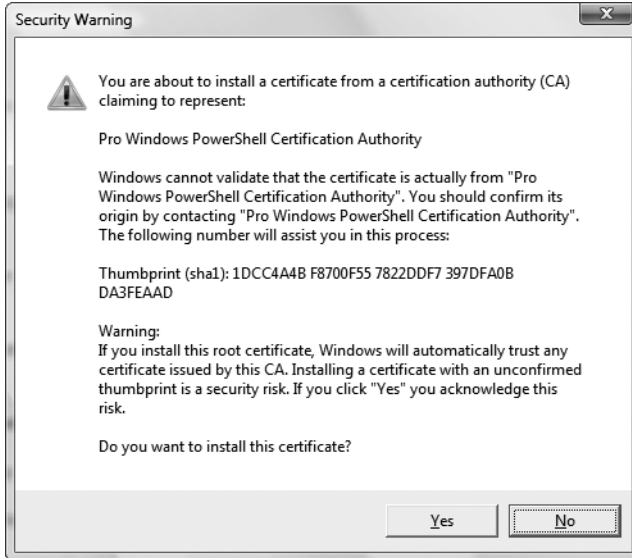 Security Warning
You are about to install a certificate from a certification authority (CA)
claiming to represent:
Pro Windows PowerShell Certification Authority
Windows cannot validate that the certificate is actually from "Pro
Windows PowerShell Certification Authority". You should confirm its
origin by contacting "Pro Windows PowerShell Certification Authority".
The following number will assist you in this process:
Thumbprint (sha1): 1DCC4A4B F8700F55 7822DDF7 397DFA0B
DA3FEAAD
Warning:
If you install this root certificate, Windows will automatically trust any
certificate issued by this CA. Installing a certificate with an unconfirmed
thumbprint is a security risk. If you click "Yes" you acknowledge this
risk.
Do you want to install this certificate?
Yes No